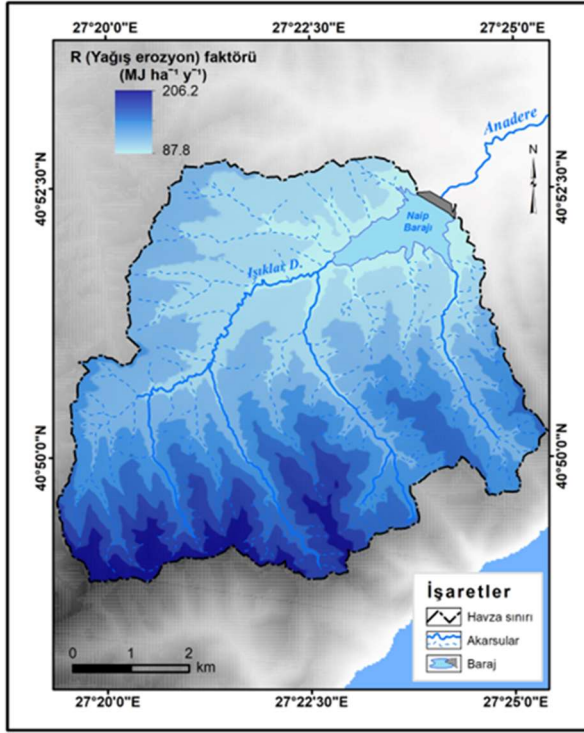 27°20'0"E 27°22'30"E 27°25'0"E
R (Yağış erozyon) faktörü
(MJ ha⁻¹ y⁻¹)
206.2
87.8
Anadere
N
40°52'30"N 40°52'30"N
Naip
Barajı
Işıklar D.
40°50'0"N 40°50'0"N
İşaretler
Havza sınırı
Akarsular
Baraj
0 1 2
km
27°20'0"E 27°22'30"E 27°25'0"E